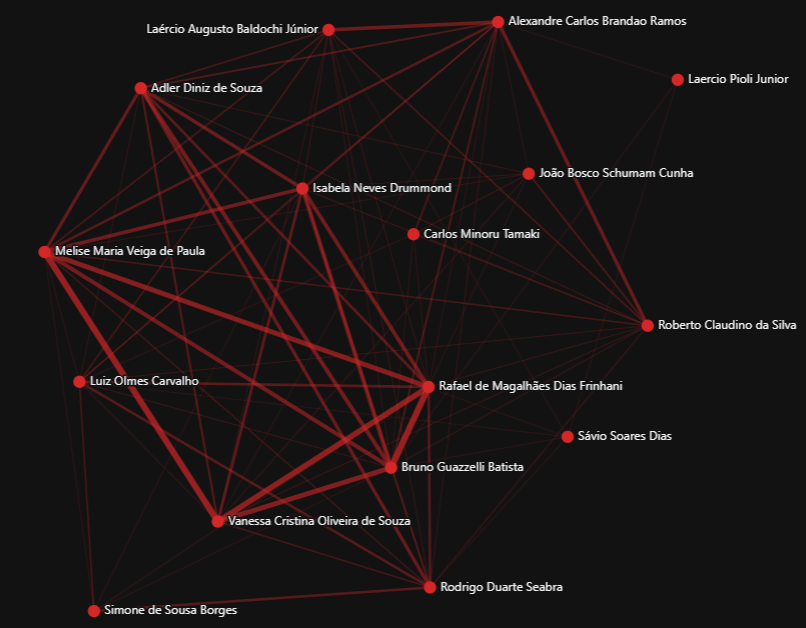 Alexandre Carlos Brandao Ramos
Laércio Augusto Baldochi Júnior
Laercio Pioli Junior
Adler Diniz de Souza
João Bosco Schumam Cunha
Isabela Neves Drummond
Carlos Minoru Tamaki
Melise Maria Veiga de Paula
Roberto Claudino da Silva
Luiz Olmes Carvalho
Rafael de Magalhães Dias Frinhani
Sávio Soares Dias
Bruno Guazzelli Batista
Vanessa Cristina Oliveira de Souza
Rodrigo Duarte Seabra
Simone de Sousa Borges